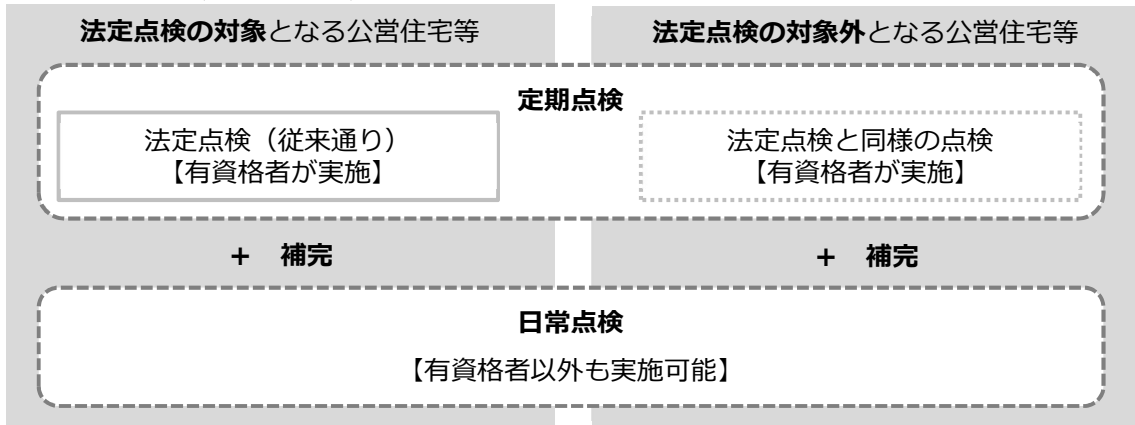 法定点検の対象となる公営住宅等
法定点検の対象外となる公営住宅等
定期点検
法定点検（従来通り）
【有資格者が実施】
法定点検と同様の点検
【有資格者が実施】
+ 補完
+ 補完
日常点検
【有資格者以外も実施可能】